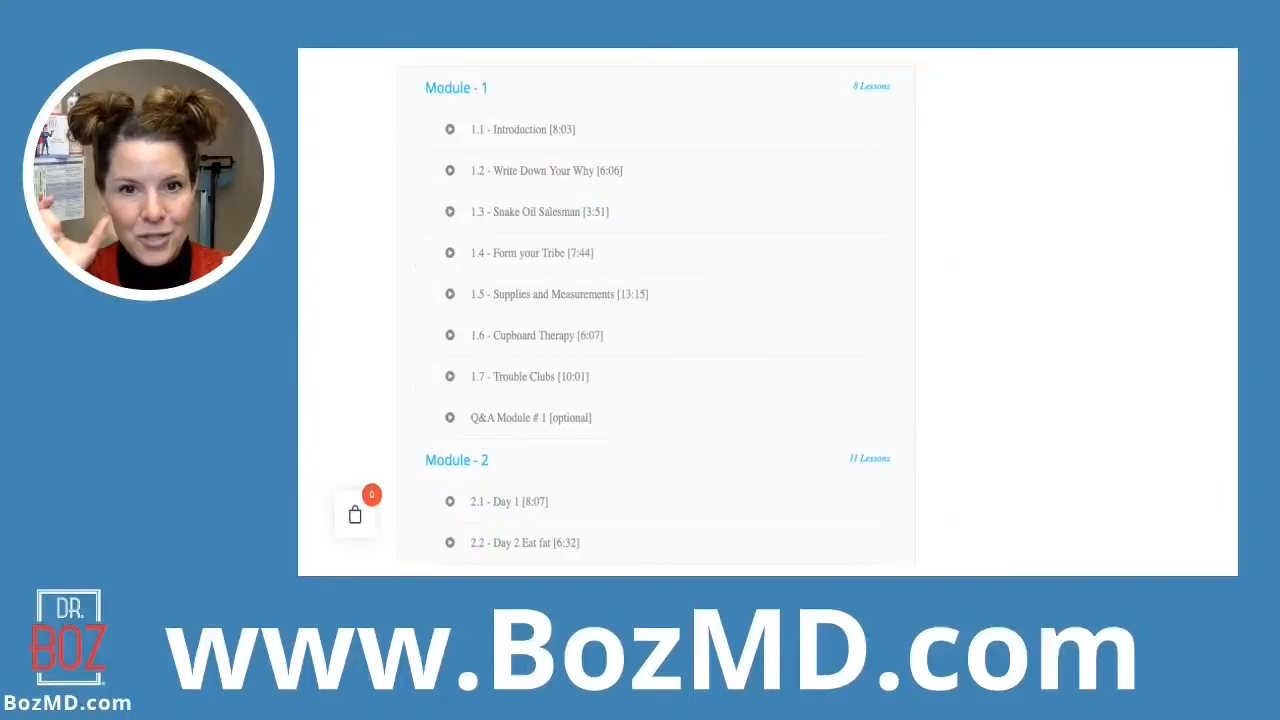 Module - 1
8 Lessons
1.1 - Introduction [8:03]
1.2 - Write Down Your Why [6:06]
1.3 - Snake Oil Salesman [3:51]
1.4 - Form your Tribe [7:44]
1.5 - Supplies and Measurements [13:15]
1.6 - Cupboard Therapy [6:07]
1.7 - Trouble Clubs [10:01]
Q&A Module # 1 [optional]
Module - 2
11 Lessons
2.1 - Day 1 [8:07]
2.2 - Day 2 Eat fat [6:32]
0
DR.
BOZ
BozMD.com
www.BozMD.com